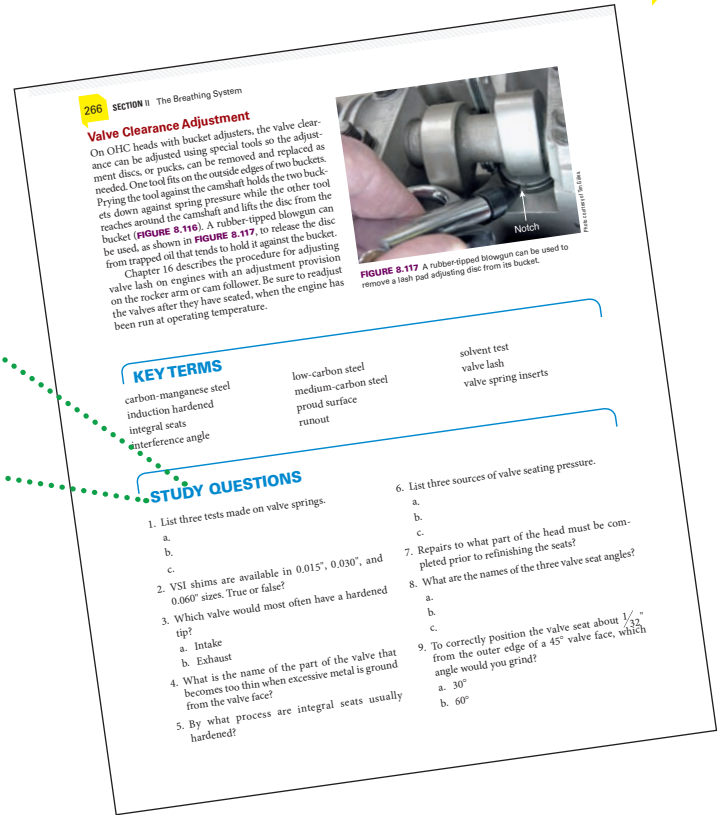 266 SECTION II The Breathing System
Valve Clearance Adjustment
On OHC heads with bucket adjusters, the valve clear-
ance can be adjusted using special tools so the adjust-
ment discs, or pucks, can be removed and replaced as
needed. One tool fits on the outside edges of two buckets.
Prying the tool against the camshaft holds the two buck-
ets down against spring pressure while the other tool
reaches around the camshaft and lifts the disc from the
bucket (FIGURE 8.116). A rubber-tipped blowgun can
be used, as shown in FIGURE 8.117, to release the disc
from trapped oil that tends to hold it against the bucket.
Chapter 16 describes the procedure for adjusting
valve lash on engines with an adjustment provision
on the rocker arm or cam follower. Be sure to readjust
the valves after they have seated, when the engine has
been run at operating temperature.
Notch
Photo courtesy of Tim Gilles.
FIGURE 8.117 A rubber-tipped blowgun can be used to
remove a lash pad adjusting disc from its bucket.
KEY TERMS
carbon-manganese steel
induction hardened
integral seats
interference angle
low-carbon steel
medium-carbon steel
proud surface
runout
solvent test
valve lash
valve spring inserts
STUDY QUESTIONS
1. List three tests made on valve springs.
a.
b.
c.
2. VSI shims are available in 0.015", 0.030", and
0.060" sizes. True or false?
3. Which valve would most often have a hardened
tip?
a. Intake
b. Exhaust
4. What is the name of the part of the valve that
becomes too thin when excessive metal is ground
from the valve face?
5. By what process are integral seats usually
hardened?
6. List three sources of valve seating pressure.
a.
b.
c.
7. Repairs to what part of the head must be com-
pleted prior to refinishing the seats?
8. What are the names of the three valve seat angles?
a.
b.
c.
9. To correctly position the valve seat about 1/32"
from the outer edge of a 45° valve face, which
angle would you grind?
a. 30°
b. 60°